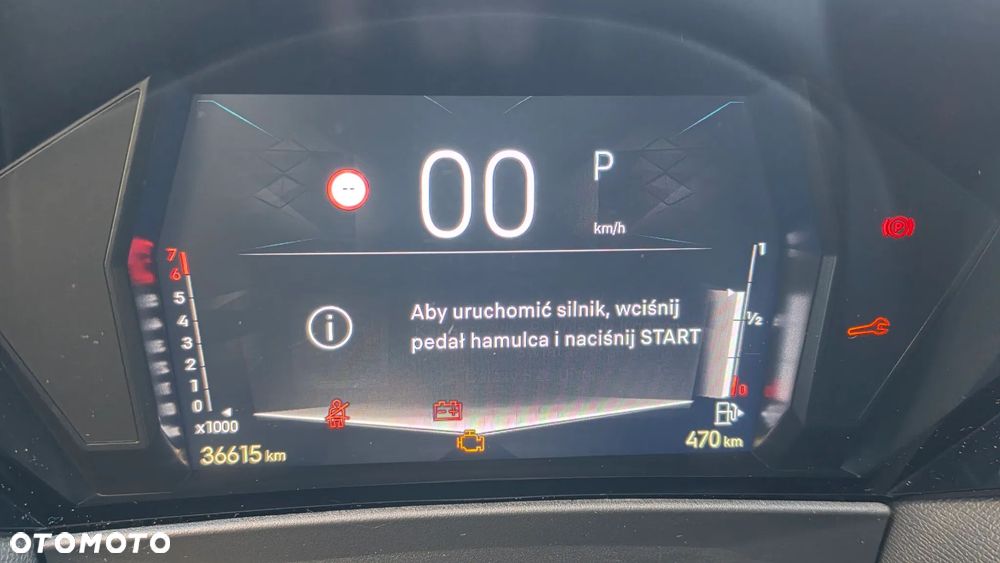 00
P
km/h
--
7
6
5
4
3
2
1
0
x1000
Aby uruchomić silnik, wciśnij
pedał hamulca i naciśnij START
1
1/2
0
36615 km
470 km
P
OTOMOTO